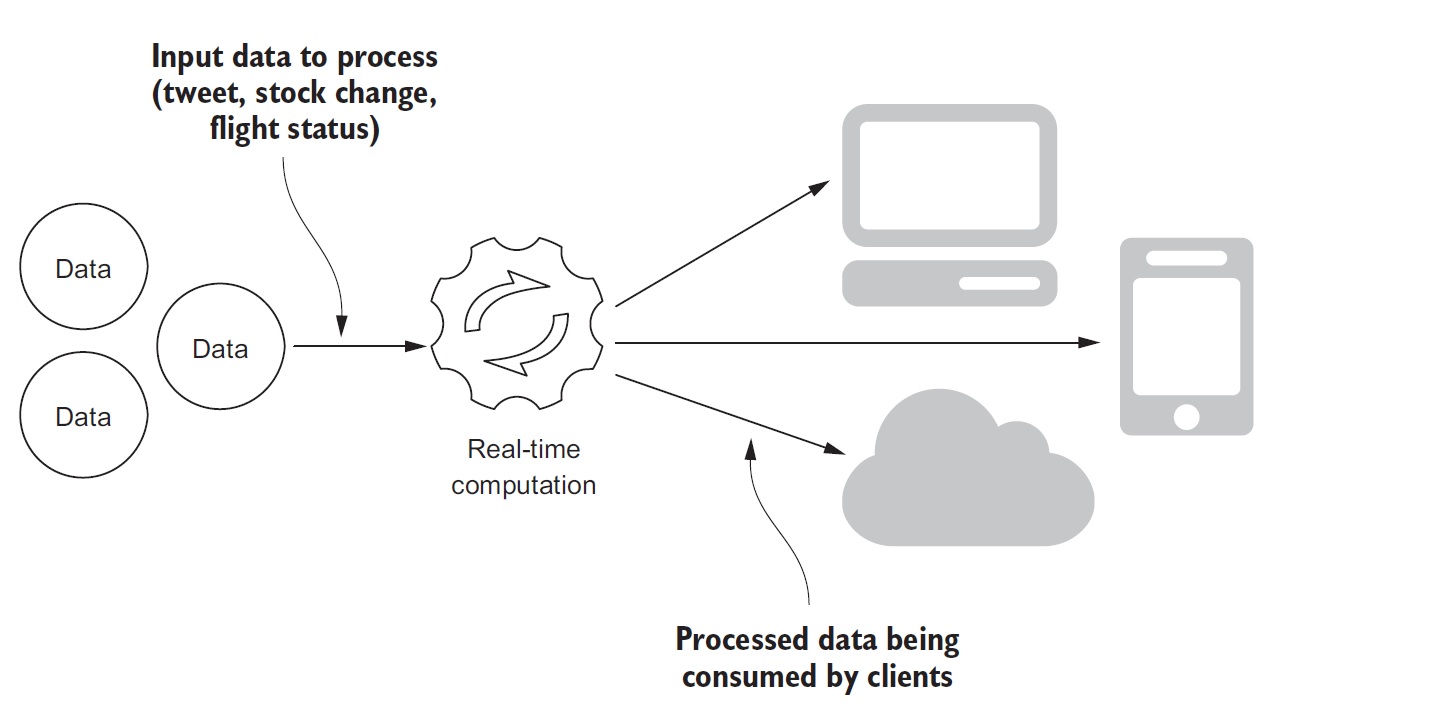 Input data to process
(tweet, stock change,
flight status)
Data
Data
Data
Real-time
computation
Processed data being
consumed by clients